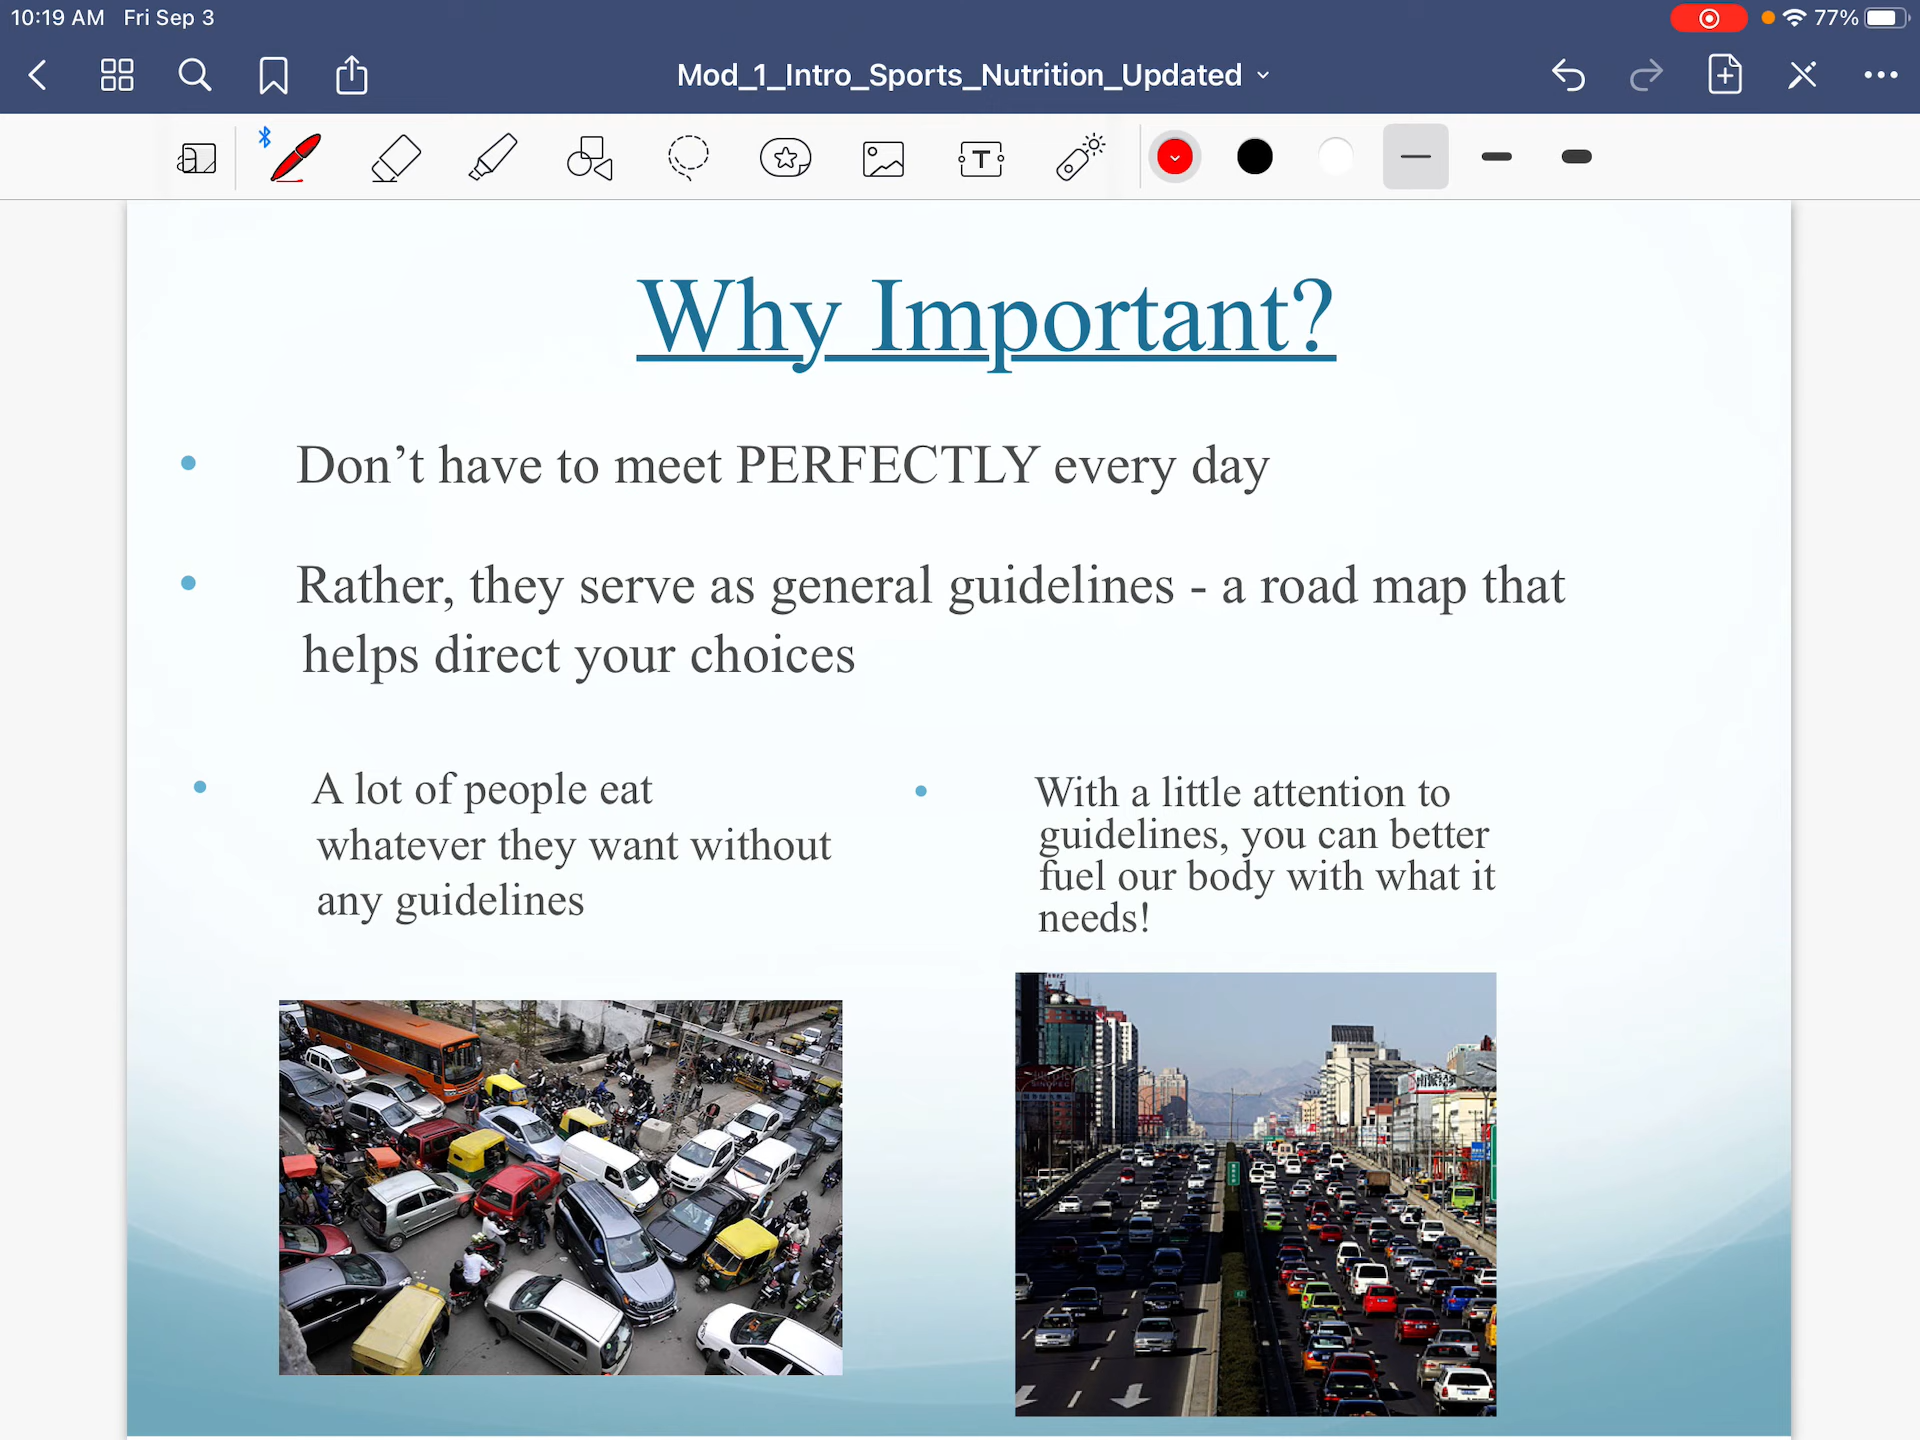 10:19 AM Fri Sep 3
77%
Mod_1_Intro_Sports_Nutrition_Updated
Why Important?
• Don’t have to meet PERFECTLY every day
• Rather, they serve as general guidelines - a road map that
helps direct your choices
• A lot of people eat
whatever they want without
any guidelines
• With a little attention to
guidelines, you can better
fuel our body with what it
needs!